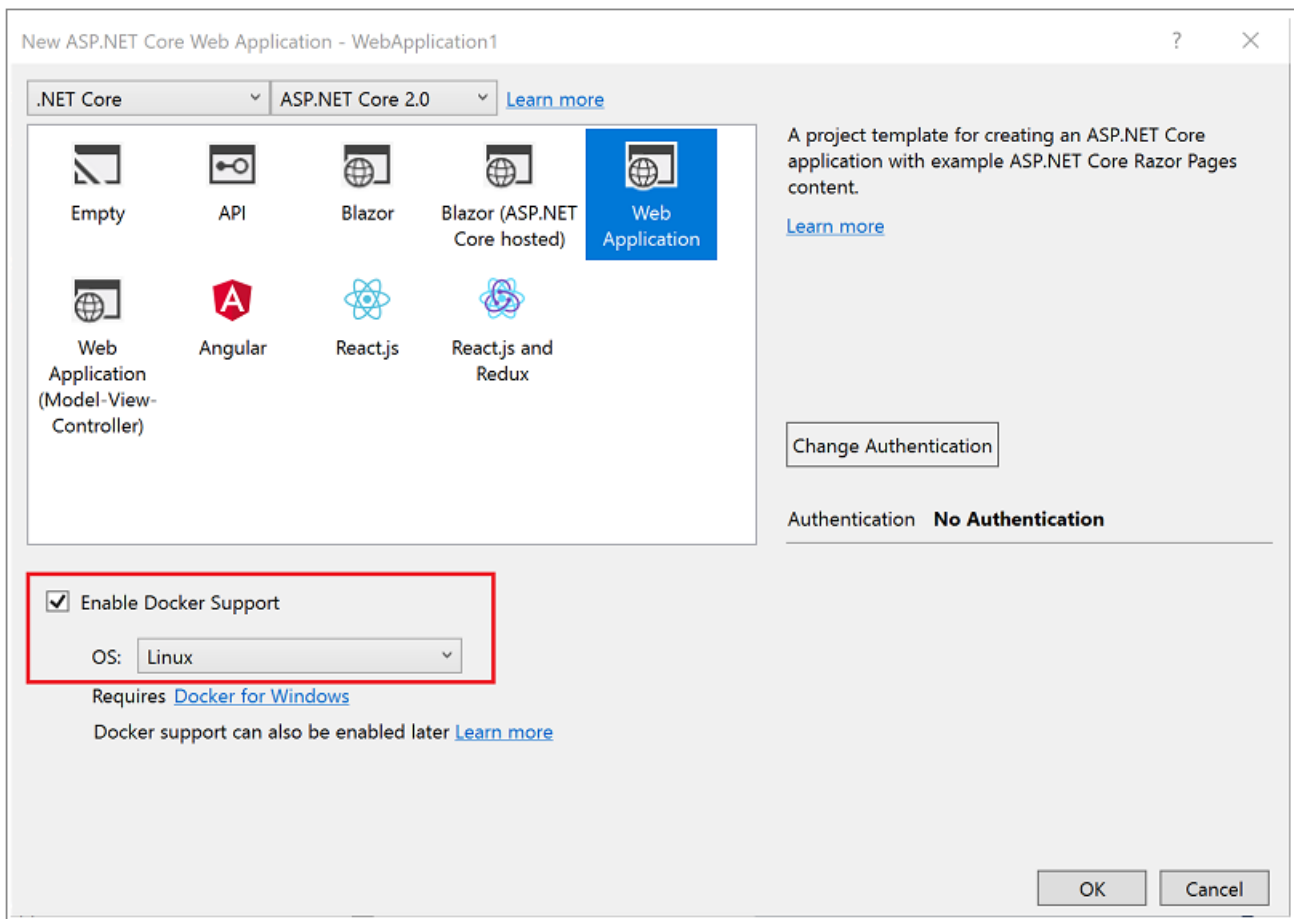 New ASP.NET Core Web Application - WebApplication1
?
.NET Core
ASP.NET Core 2.0
Learn more
Empty
API
Blazor
Blazor (ASP.NET
Core hosted)
Web
Application
Web
Application
(Model-View-
Controller)
Angular
React.js
React.js and
Redux
A project template for creating an ASP.NET Core
application with example ASP.NET Core Razor Pages
content.
Learn more
Change Authentication
Authentication No Authentication
Enable Docker Support
OS: Linux
Requires Docker for Windows
Docker support can also be enabled later Learn more
OK
Cancel